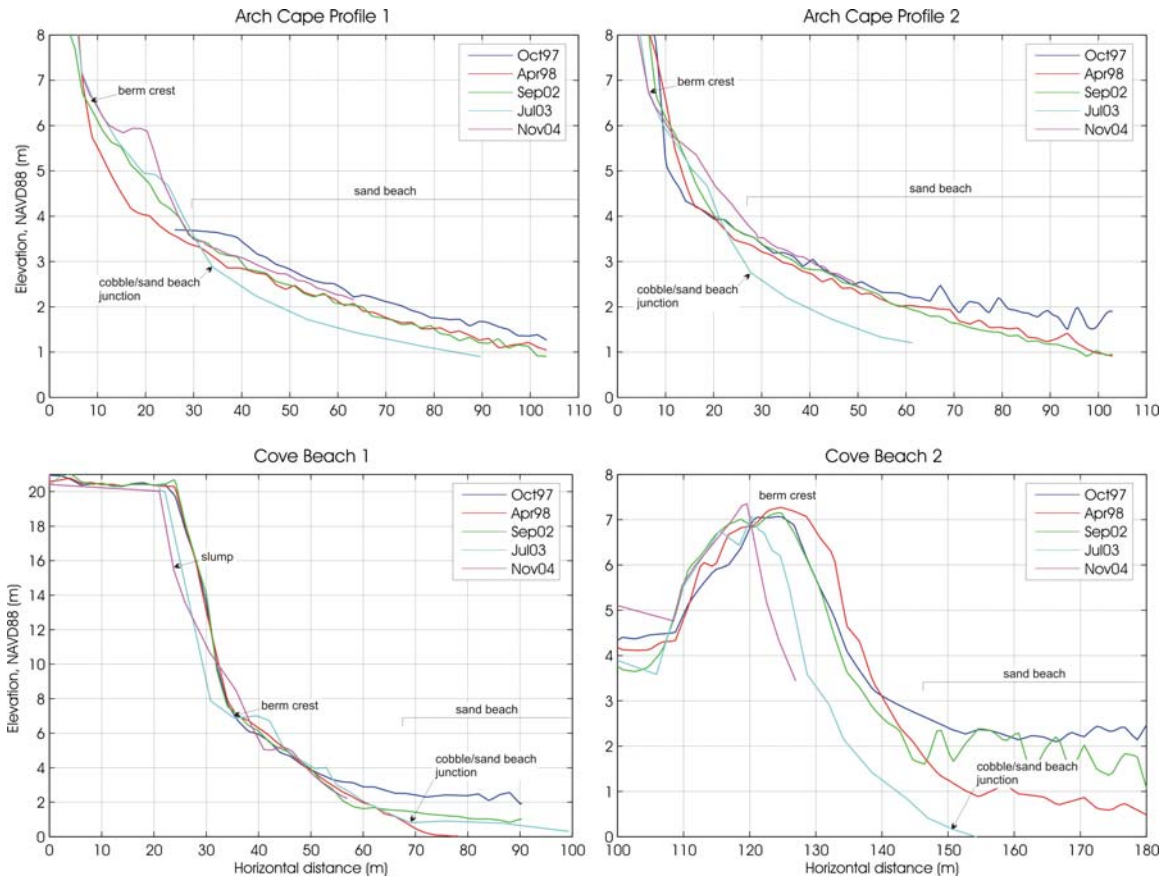 Arch Cape Profile 1
8
7
6
5
4
3
2
1
0
Elevation, NAVD88 (m)
berm crest
Oct97
Apr98
Sep02
Jul03
Nov04
sand beach
cobble/sand beach
junction
0 10 20 30 40 50 60 70 80 90 100 110
Arch Cape Profile 2
8
7
6
5
4
3
2
1
0
berm crest
Oct97
Apr98
Sep02
Jul03
Nov04
sand beach
cobble/sand beach
junction
0 10 20 30 40 50 60 70 80 90 100 110
Cove Beach 1
20
18
16
14
12
10
8
6
4
2
0
Elevation, NAVD88 (m)
Oct97
Apr98
Sep02
Jul03
Nov04
slump
berm crest
sand beach
cobble/sand beach
junction
0 10 20 30 40 50 60 70 80 90 100
Horizontal distance (m)
Cove Beach 2
8
7
6
5
4
3
2
1
0
berm crest
Oct97
Apr98
Sep02
Jul03
Nov04
sand beach
cobble/sand beach
junction
100 110 120 130 140 150 160 170 180
Horizontal distance (m)